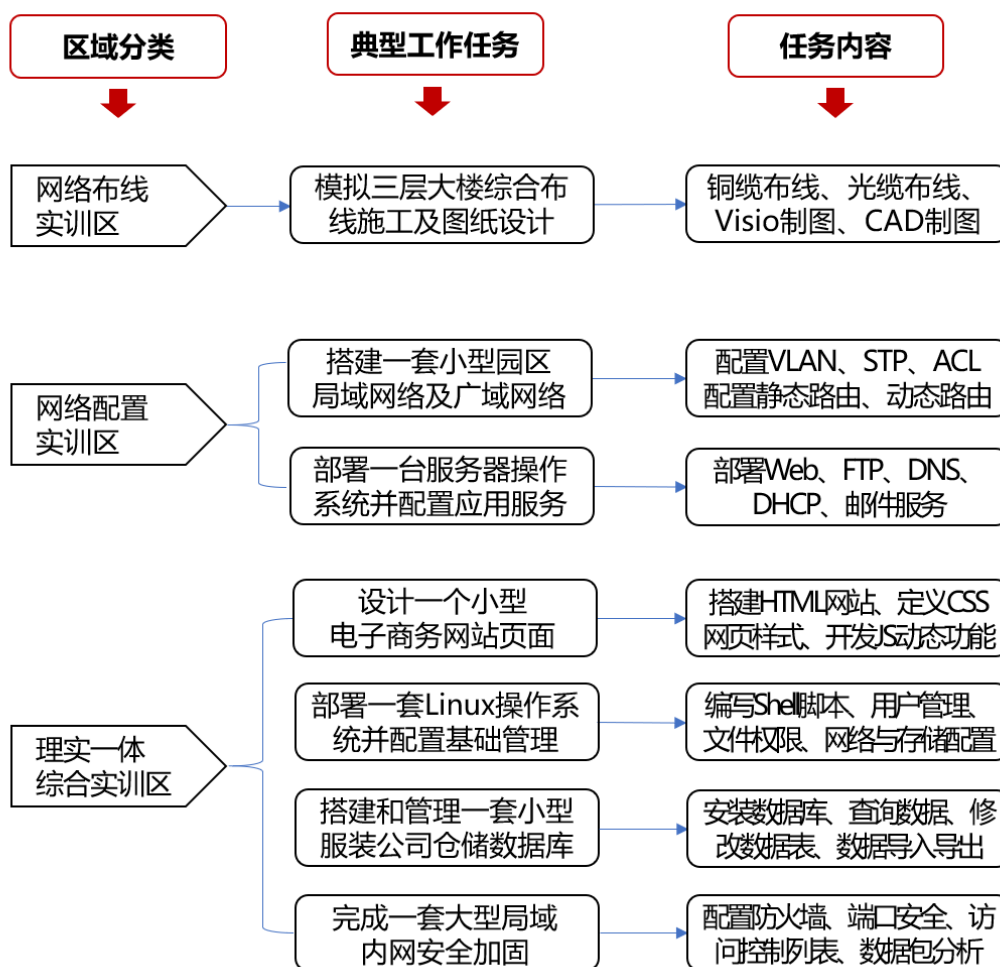 区域分类
典型工作任务
任务内容
网络布线
实训区
模拟三层大楼综合布
线施工及图纸设计
铜缆布线、光缆布线、
Visio制图、CAD制图
网络配置
实训区
搭建一套小型园区
局域网络及广域网络
配置VLAN、STP、ACL
配置静态路由、动态路由
部署一台服务器操作
系统并配置应用服务
部署Web、FTP、DNS、
DHCP、邮件服务
理实一体
综合实训区
设计一个小型
电子商务网站页面
搭建HTML网站、定义CSS
网页样式、开发JS动态功能
部署一套Linux操作系
统并配置基础管理
编写Shell脚本、用户管理、
文件权限、网络与存储配置
搭建和管理一套小型
服装公司仓储数据库
安装数据库、查询数据、修
改数据表、数据导入导出
完成一套大型局域
内网安全加固
配置防火墙、端口安全、访
问控制列表、数据包分析